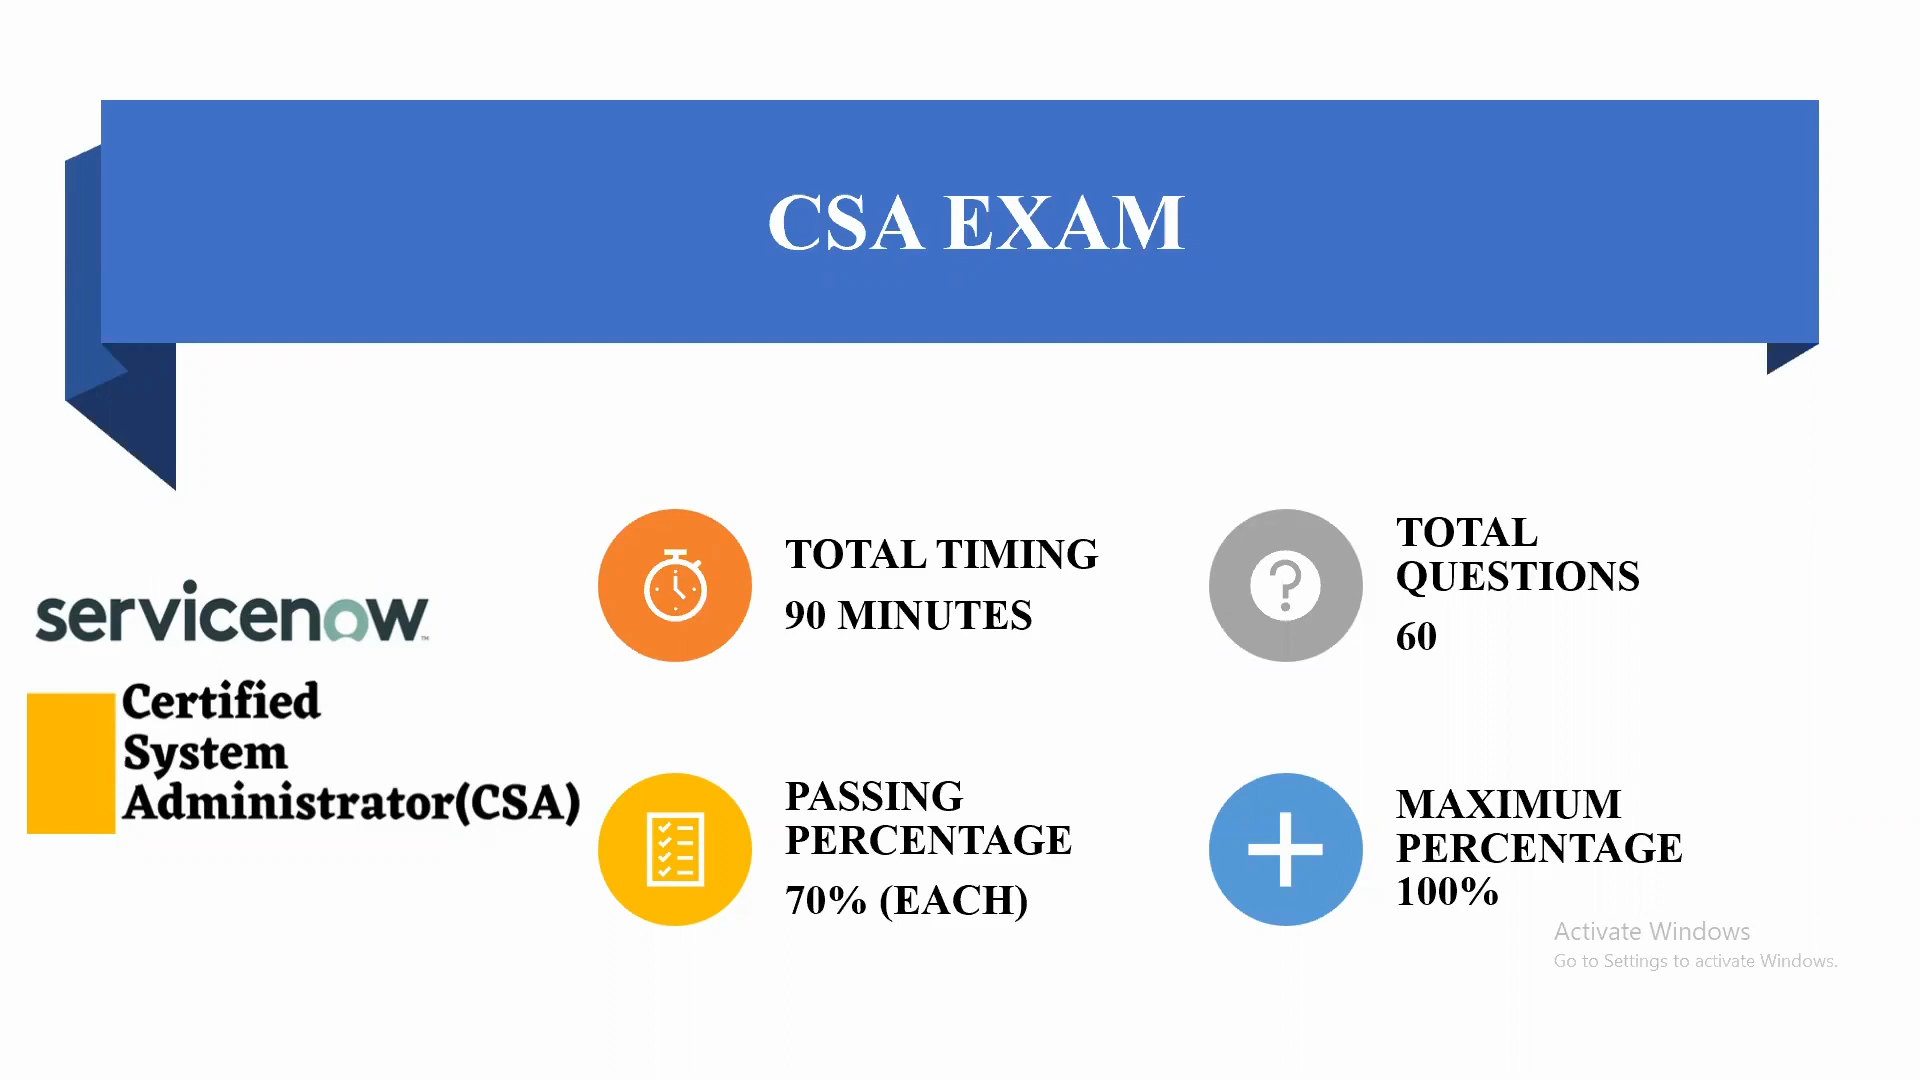 CSA EXAM
servicenow™
Certified
System
Administrator(CSA)
TOTAL TIMING
90 MINUTES
TOTAL
QUESTIONS
60
PASSING
PERCENTAGE
70% (EACH)
MAXIMUM
PERCENTAGE
100%
Activate Windows
Go to Settings to activate Windows.